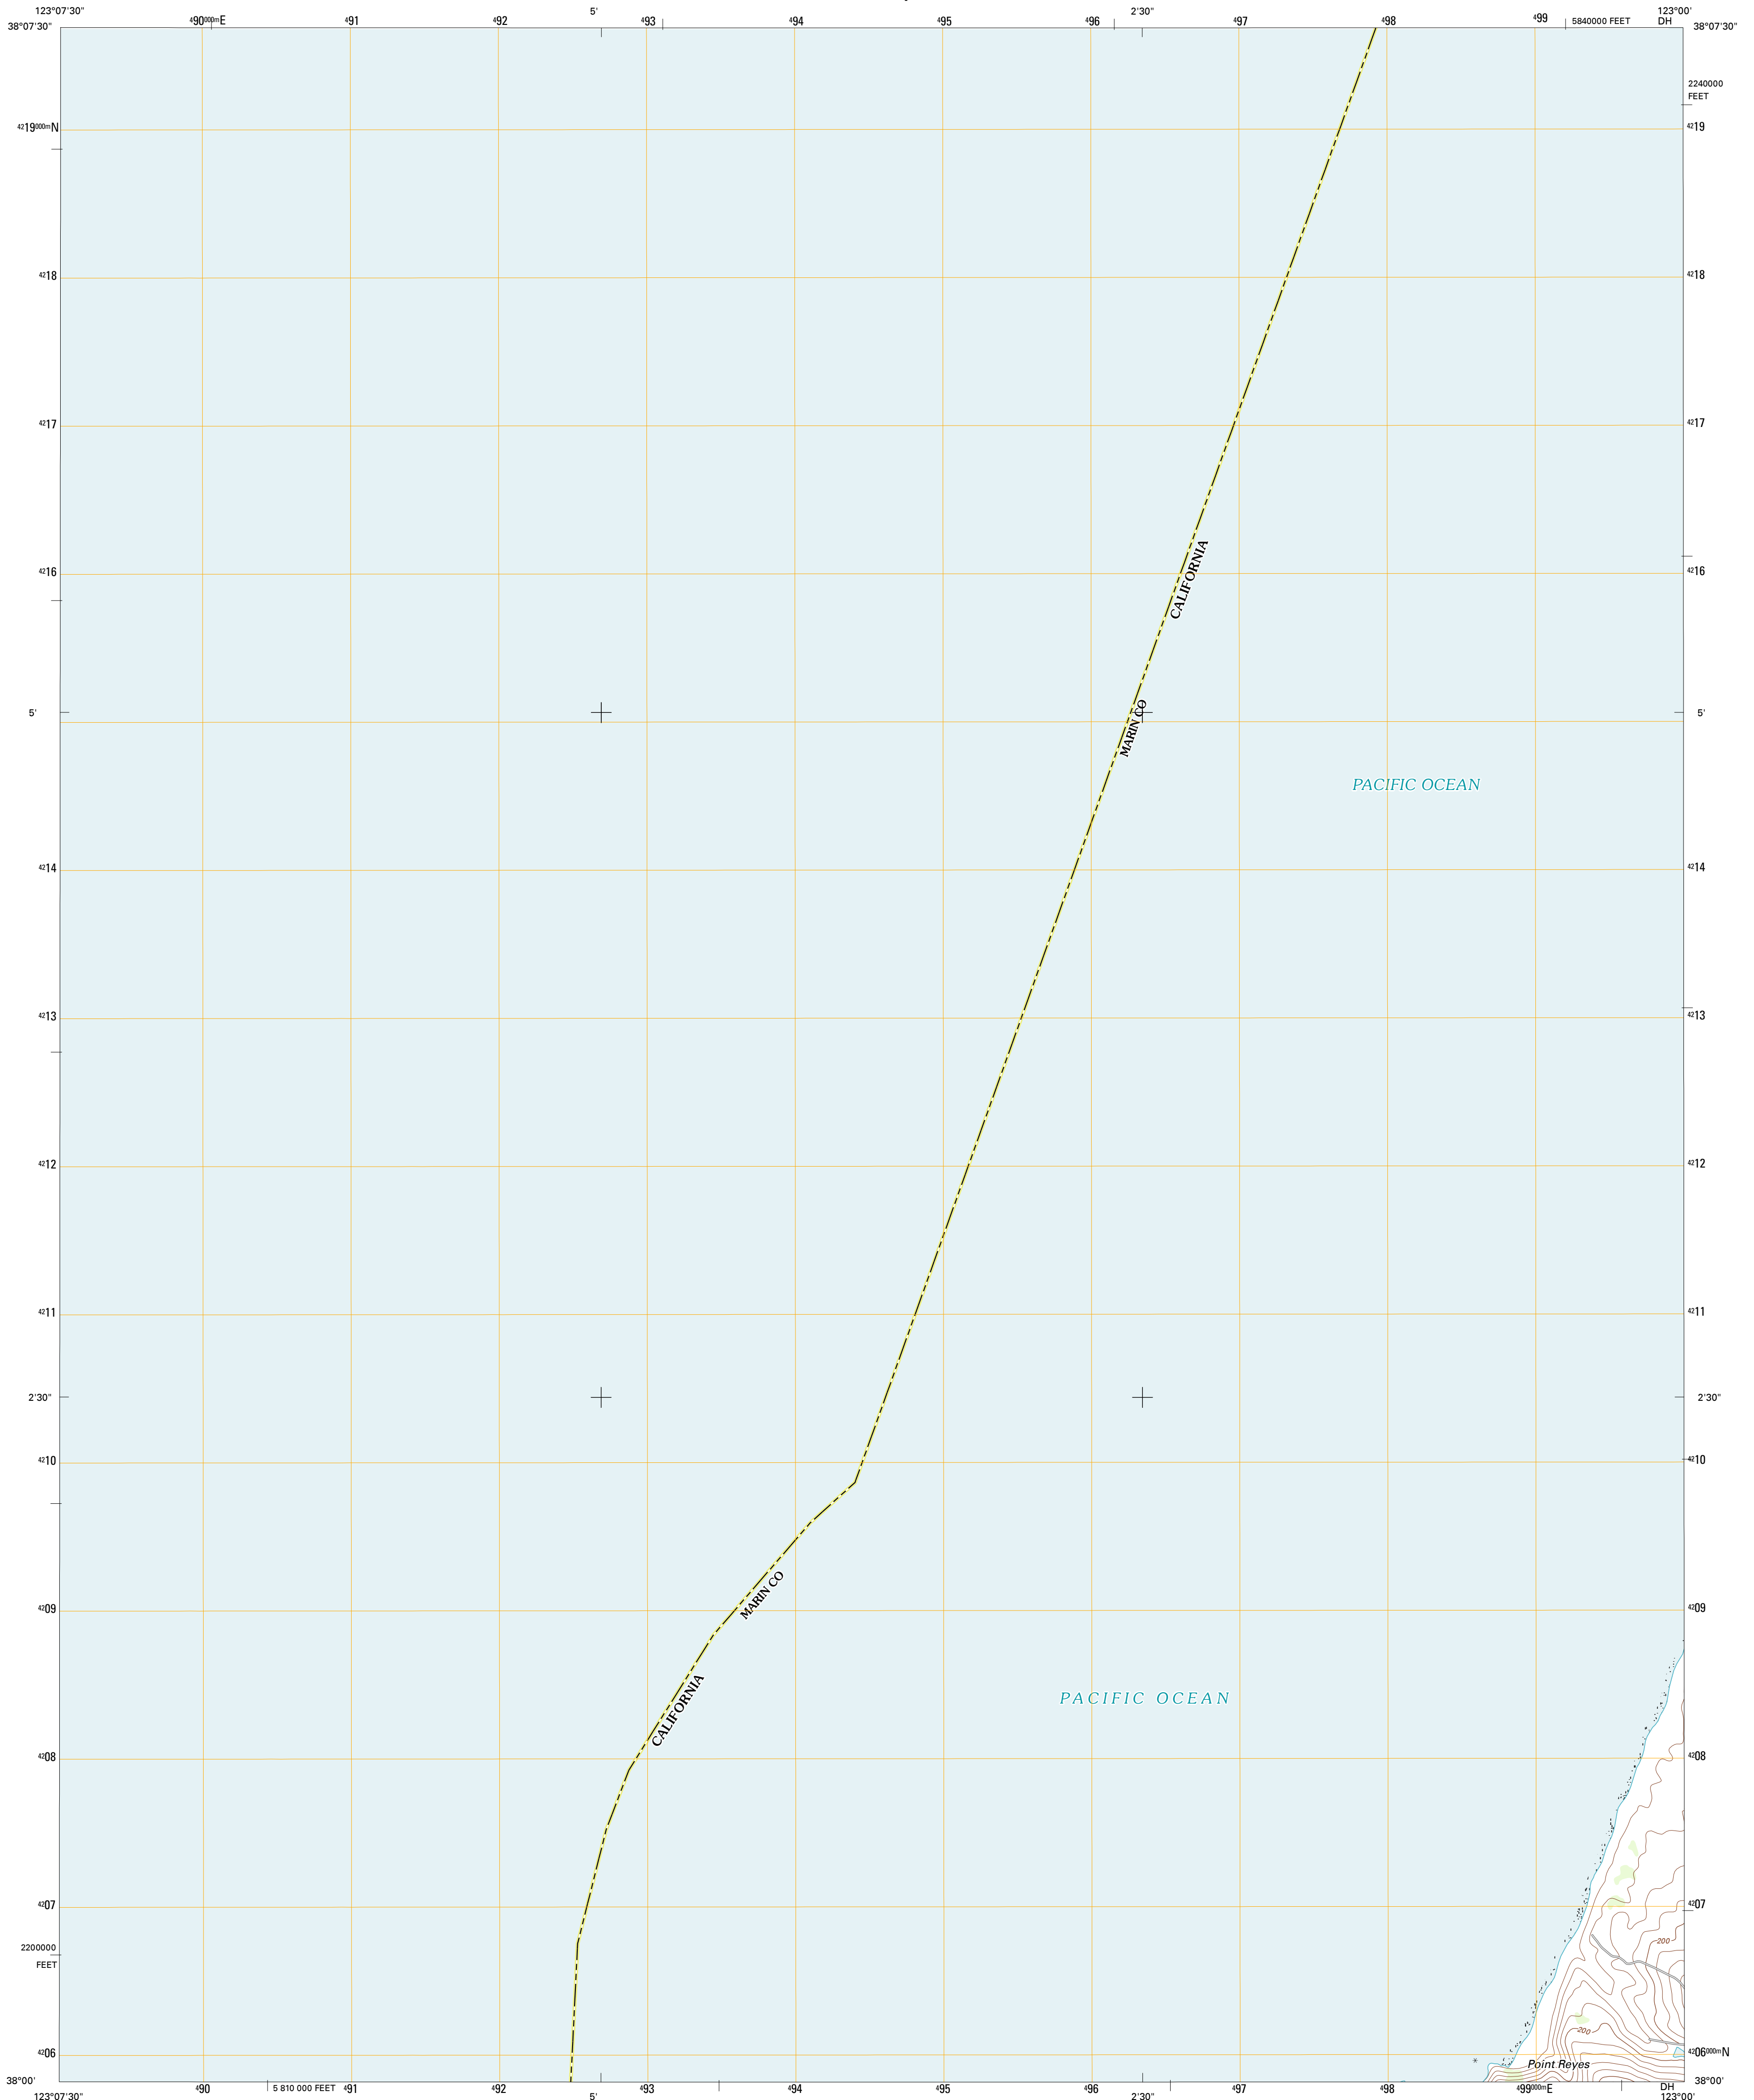 123°07'30" 5' 2'30" 123°00'
38°07'30" 490000mE 491 492 493 494 495 496 497 498 499 5840000 FEET DH 38°07'30"
2240000
FEET
4219000mN 4219
4218 4218
4217 4217
4216 4216
CALIFORNIA
5' 5'
MARIN CO
PACIFIC OCEAN
4214 4214
4213 4213
4212 4212
4211 4211
2'30" 2'30"
4210 4210
4209 4209
MARIN CO
CALIFORNIA
PACIFIC OCEAN
4208 4208
4207 4207
200
2200000
FEET
200
4206 4206000mN
Point Reyes
38°00' 490 5 810 000 FEET 491 492 493 494 495 496 497 498 499000mE DH 38°00'
123°07'30" 5' 2'30" 123°00'